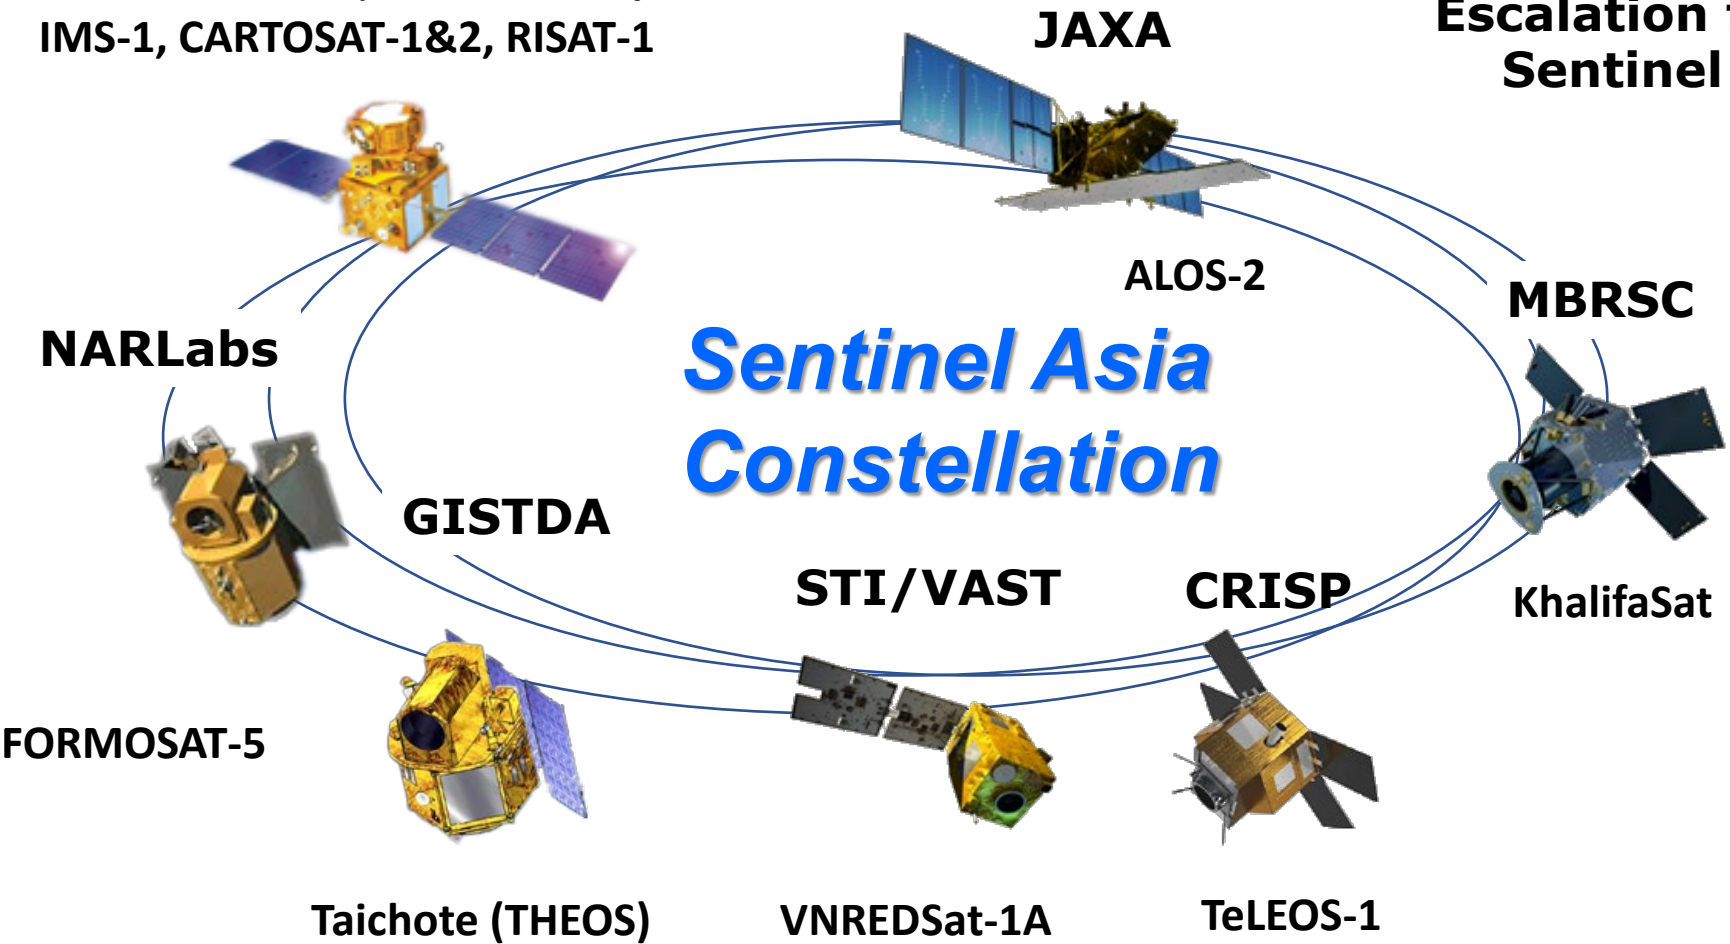 IMS-1, CARTOSAT-1&2, RISAT-1
JAXA
Escalation
Sentinel
ALOS-2
MBRSC
NARLabs
Sentinel Asia
Constellation
GISTDA
STI/VAST
CRISP
KhalifaSat
FORMOSAT-5
Taichote (THEOS)
VNREDSat-1A
TeLEOS-1